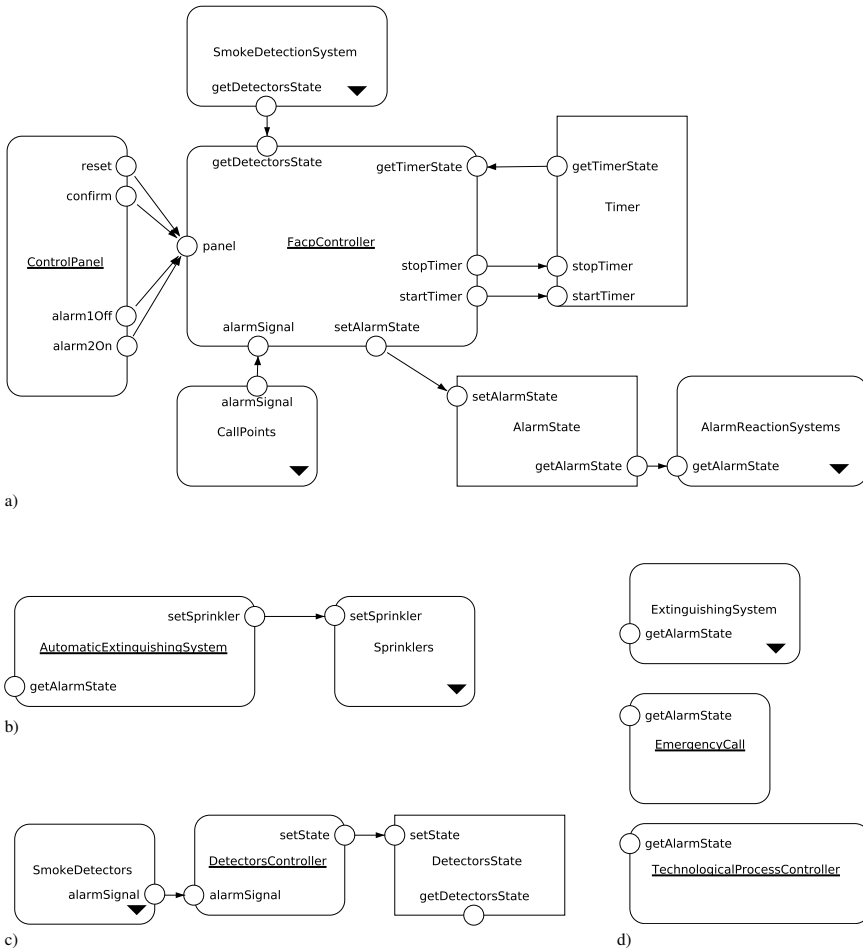 SmokeDetectionSystem
getDetectorsState
getDetectorsState
getTimerState
getTimerState
Timer
reset
confirm
ControlPanel
panel
FacpController
stopTimer
stopTimer
startTimer
startTimer
alarm1Off
alarm2On
alarmSignal
setAlarmState
alarmSignal
CallPoints
setAlarmState
AlarmState
getAlarmState
AlarmReactionSystems
getAlarmState
a)
setSprinkler
setSprinkler
AutomaticExtinguishingSystem
Sprinklers
getAlarmState
b)
ExtinguishingSystem
getAlarmState
getAlarmState
EmergencyCall
getAlarmState
TechnologicalProcessController
d)
SmokeDetectors
alarmSignal
setState
DetectorsController
alarmSignal
setState
DetectorsState
getDetectorsState
c)